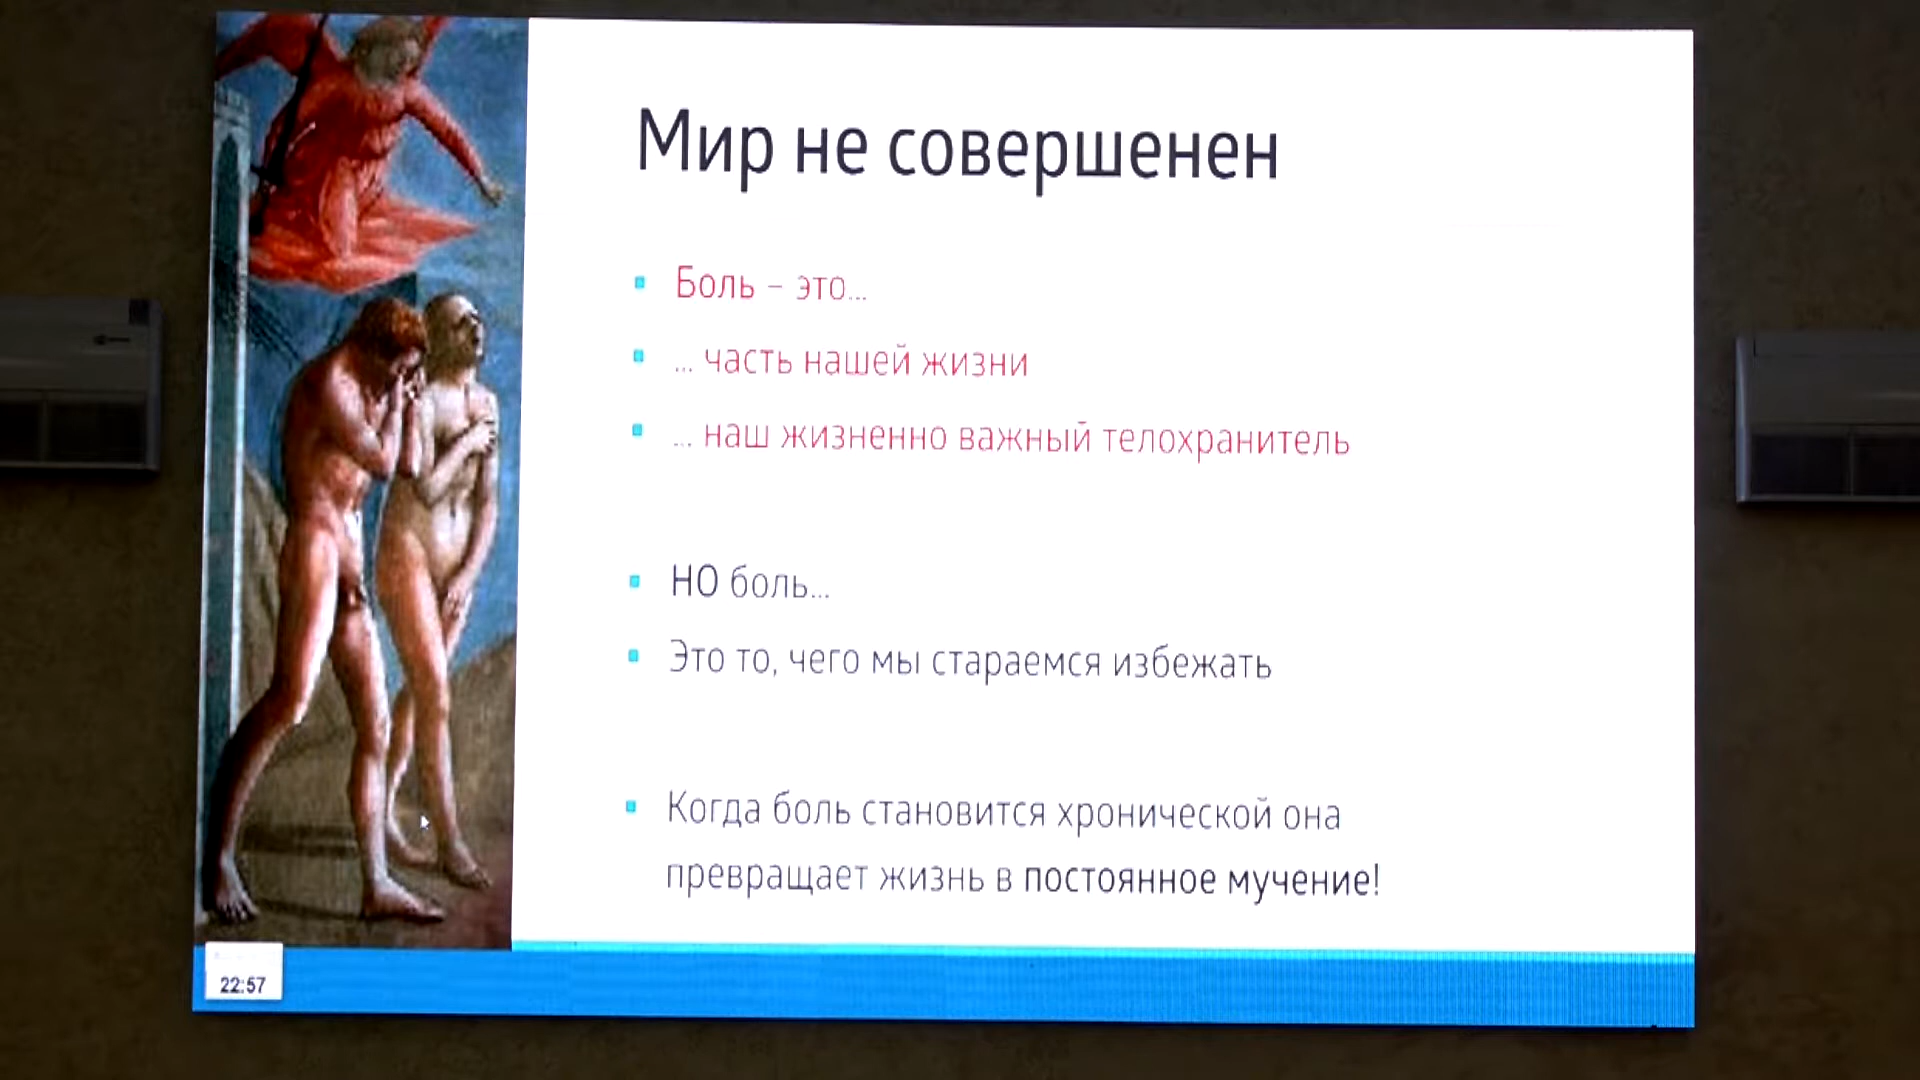 Мир не совершенен
Боль – это...
... часть нашей жизни
... наш жизненно важный телохранитель
НО боль...
Это то, чего мы стараемся избежать
Когда боль становится хронической она
превращает жизнь в постоянное мучение!
22:57